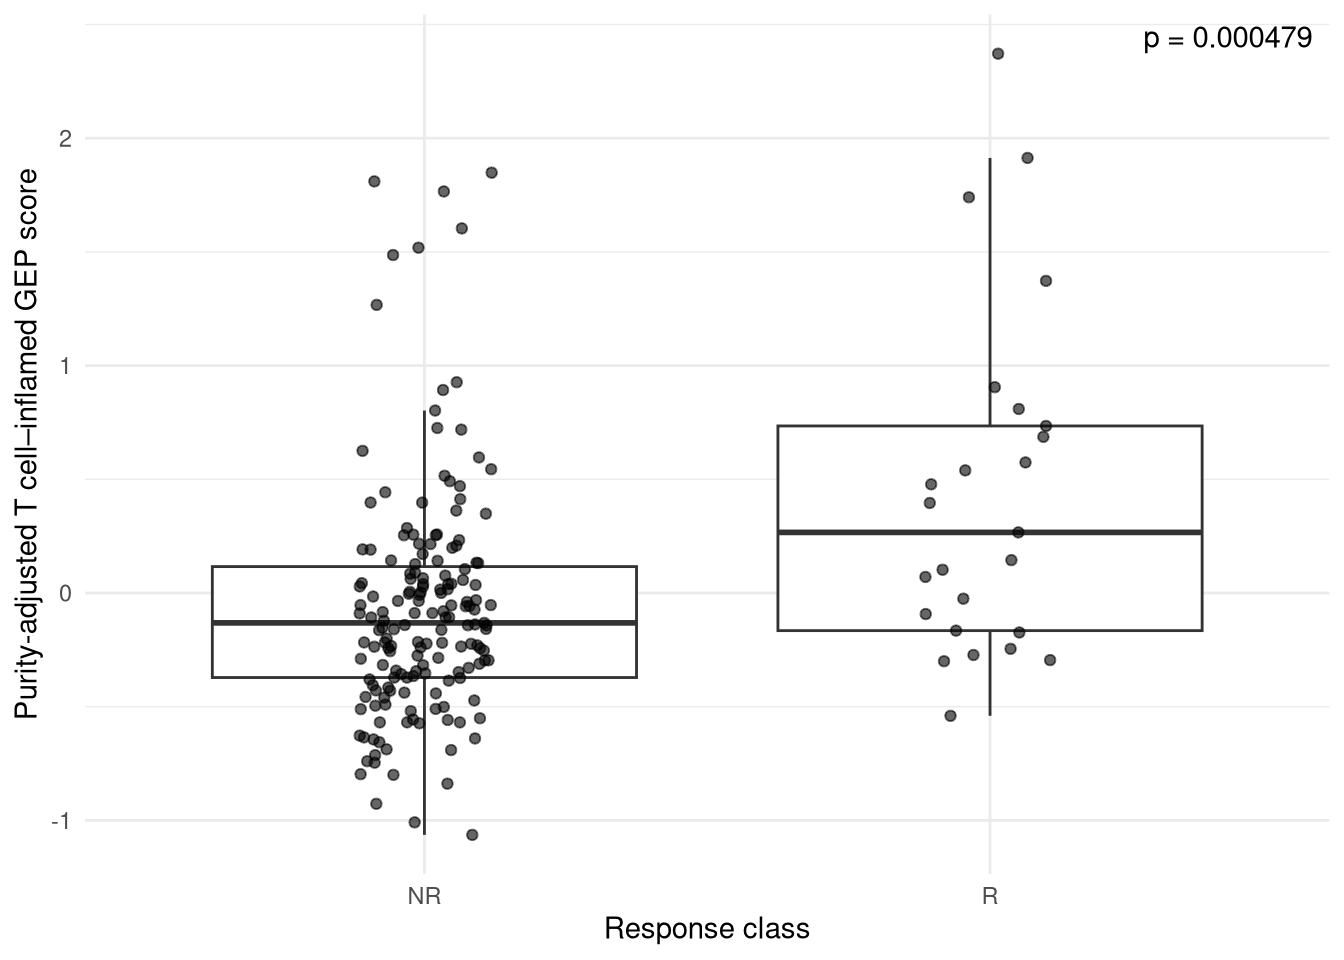 p = 0.000479
2
1
0
-1
Purity-adjusted T cell–inflamed GEP score
NR
R
Response class